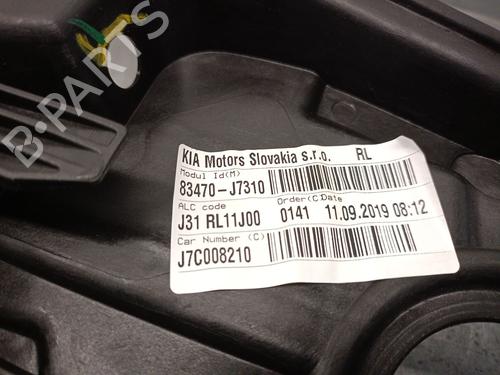 B-PARTS
KIA Motors Slovakia s.r.o. RL
Modul Id(M)
83470-J7310
ALC code Order(C) Date
J31 RL11J00 0141 11.09.2019 08:12
Car Number (C)
J7C008210